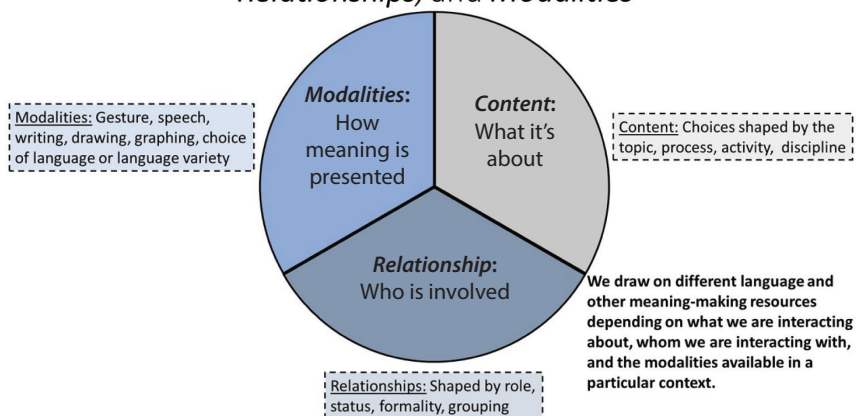 Relationships, and Modalities
Modalities:
How
meaning is
presented
Content:
What it's
about
Relationship:
Who is involved
Modalities: Gesture, speech,
writing, drawing, graphing, choice
of language or language variety
Content: Choices shaped by the
topic, process, activity, discipline
We draw on different language and
other meaning-making resources
depending on what we are interacting
about, whom we are interacting with,
and the modalities available in a
particular context.
Relationships: Shaped by role,
status, formality, grouping